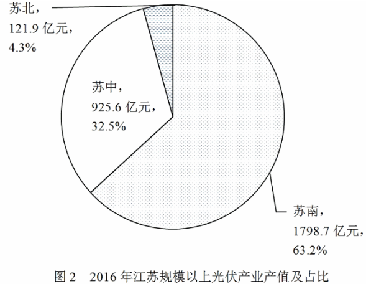 苏北，
121.9 亿元，
4.3%
苏中，
925.6 亿元，
32.5%
苏南，
1798.7 亿元，
63.2%
图 2 2016 年江苏规模以上光伏产业产值及占比